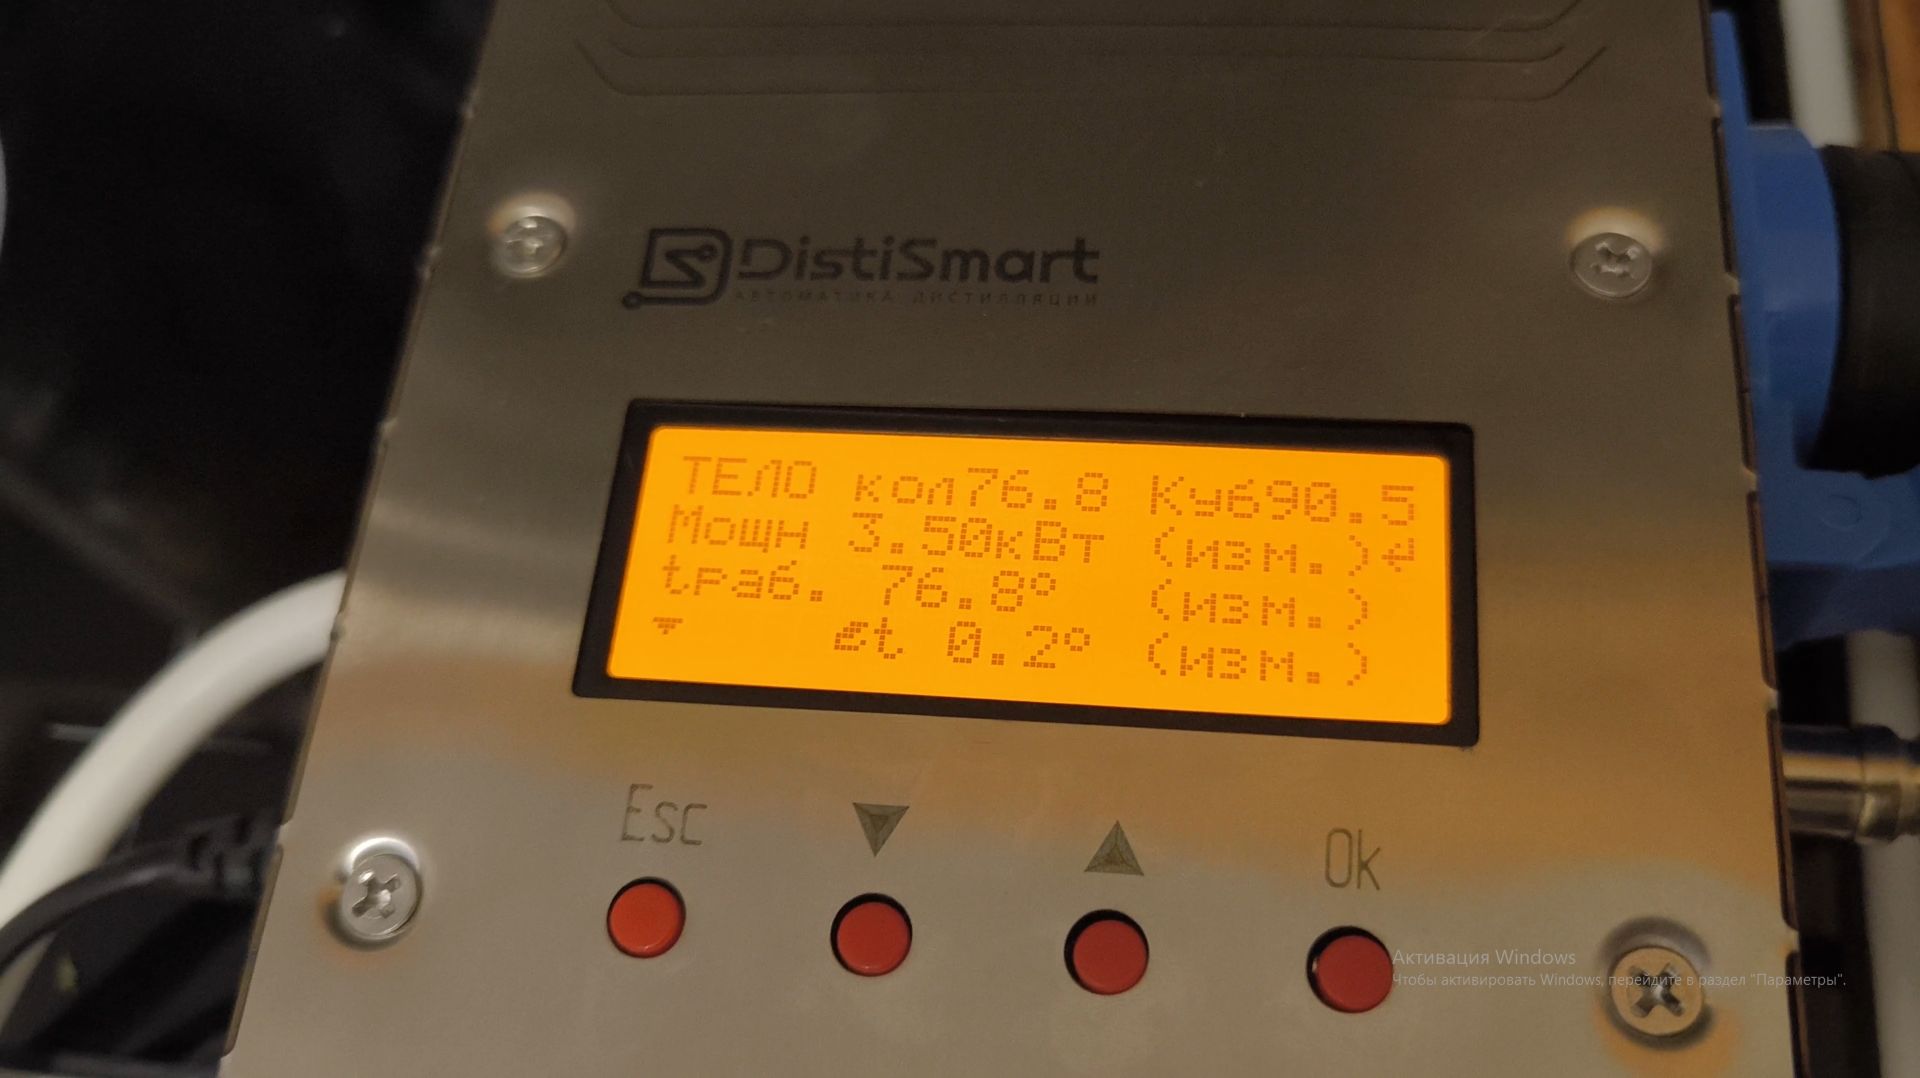 DistiSmart
АВТОМАТИКА ДИСТИЛЛЯЦИИ
ТЕЛО кол76.8 Куб90.5
Мощн 3.50кВт (изм.)
tраб. 76.8° (изм.)
et 0.2° (изм.)
Esc ▼ ▲ Ok
Активация Windows
Чтобы активировать Windows, перейдите в раздел "Параметры".